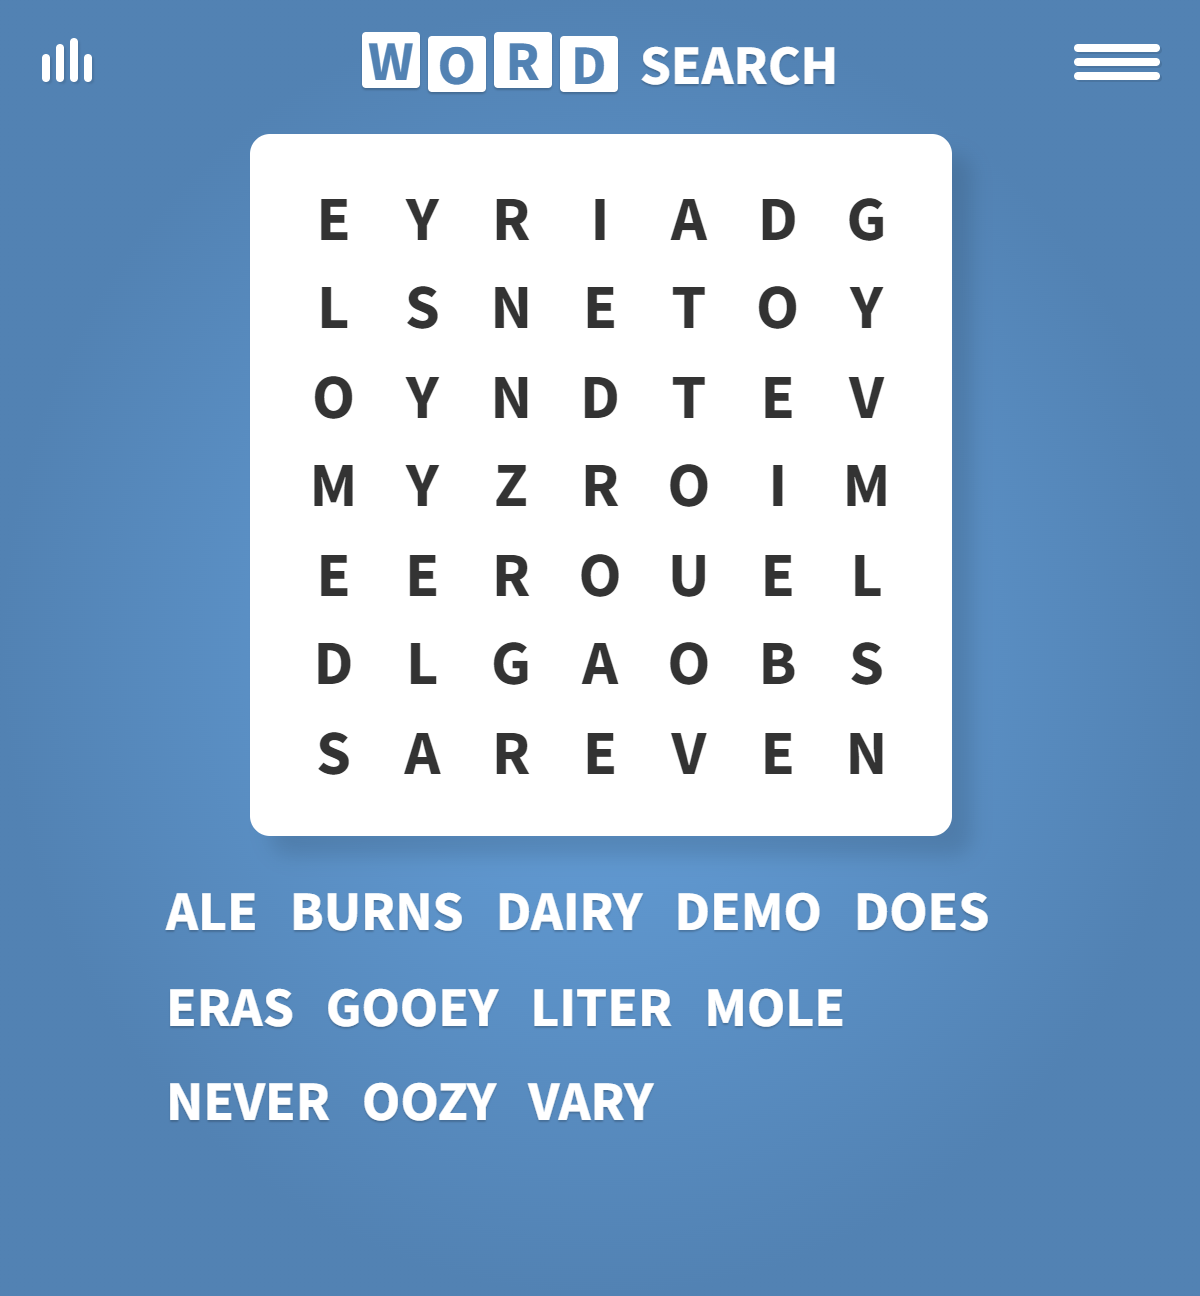 WORD SEARCH
E Y R I A D G
L S N E T O Y
O Y N D T E V
M Y Z R O I M
E E R O U E L
D L G A O B S
S A R E V E N
ALE BURNS DAIRY DEMO DOES
ERAS GOOEY LITER MOLE
NEVER OOZY VARY